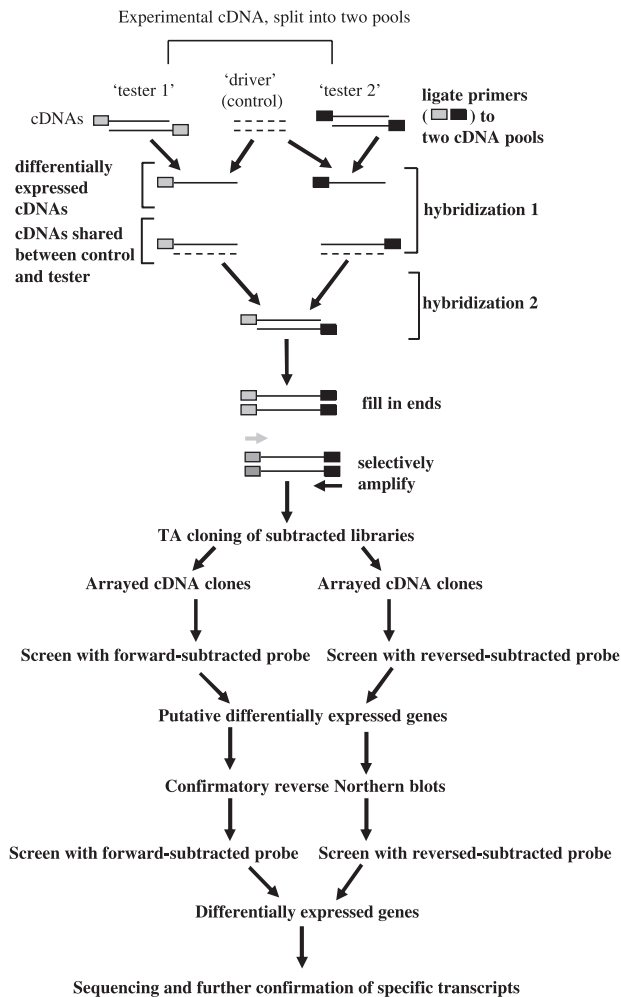 Experimental cDNA, split into two pools
‘tester 1’
‘driver’
(control)
‘tester 2’
cDNAs
ligate primers
( ) to
two cDNA pools
differentially
expressed
cDNAs
hybridization 1
cDNAs shared
between control
and tester
hybridization 2
fill in ends
selectively
amplify
TA cloning of subtracted libraries
Arrayed cDNA clones
Arrayed cDNA clones
Screen with forward-subtracted probe
Screen with reversed-subtracted probe
Putative differentially expressed genes
Confirmatory reverse Northern blots
Screen with forward-subtracted probe
Screen with reversed-subtracted probe
Differentially expressed genes
Sequencing and further confirmation of specific transcripts